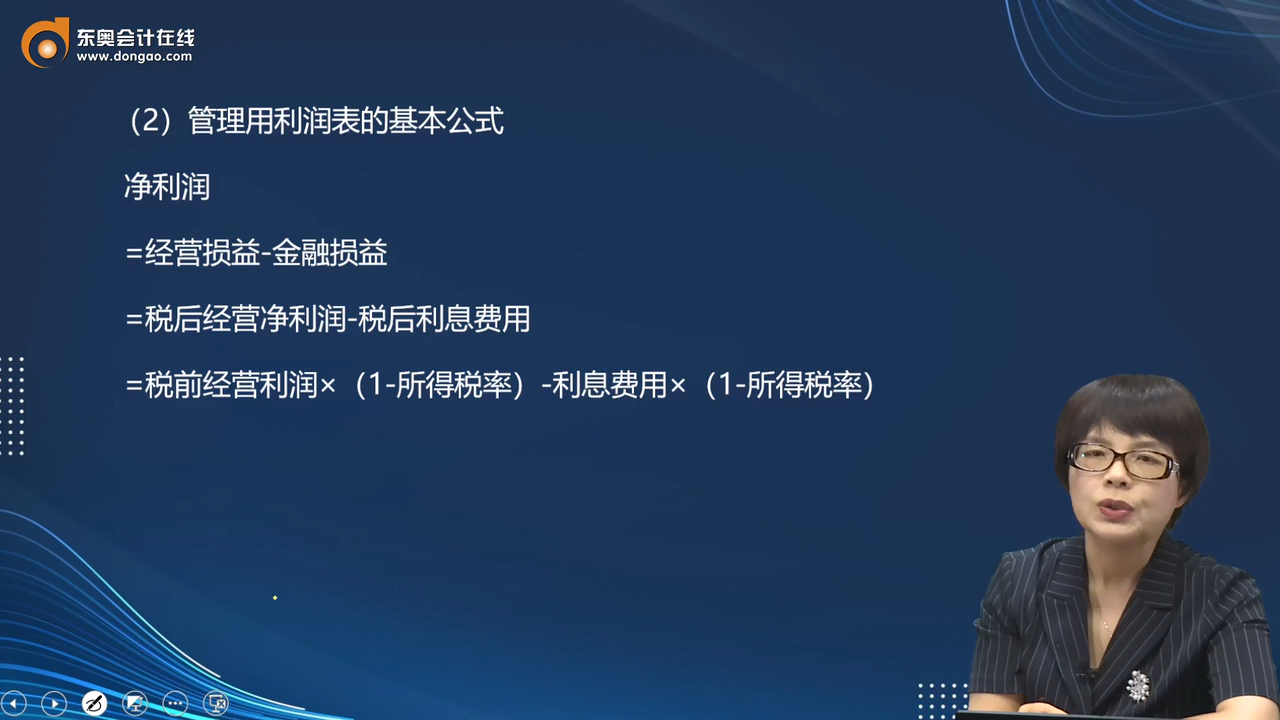 东奥会计在线
www.dongao.com
（2）管理用利润表的基本公式
净利润
=经营损益-金融损益
=税后经营净利润-税后利息费用
=税前经营利润×（1-所得税率）-利息费用×（1-所得税率）